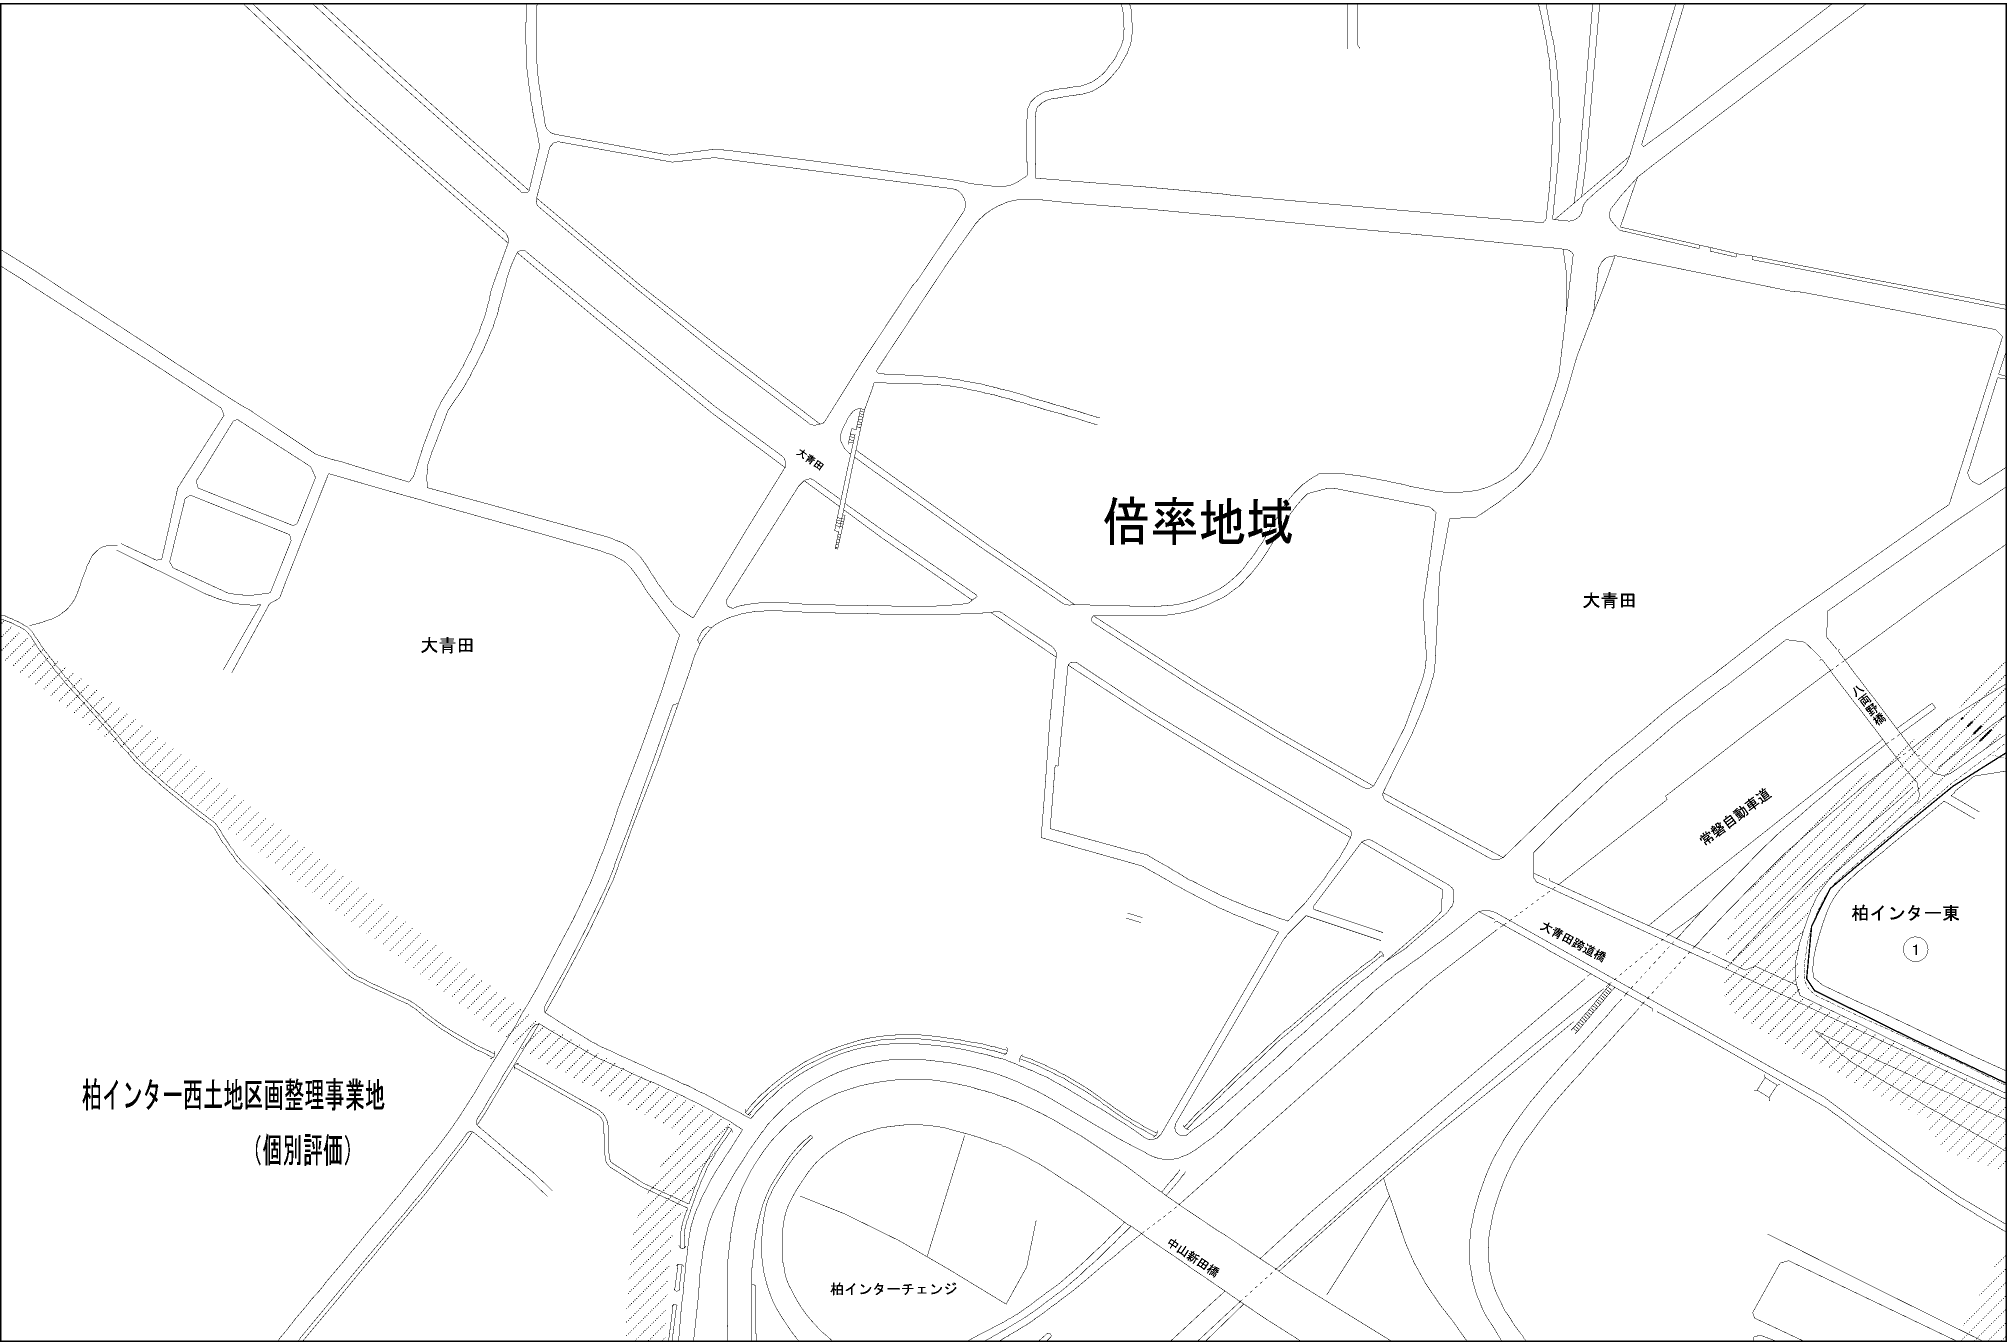 大青田
倍率地域
大青田
大青田
八両野橋
常磐自動車道
柏インター東
1
大青田跨道橋
柏インター西土地区画整理事業地
（個別評価）
中山新田橋
柏インターチェンジ